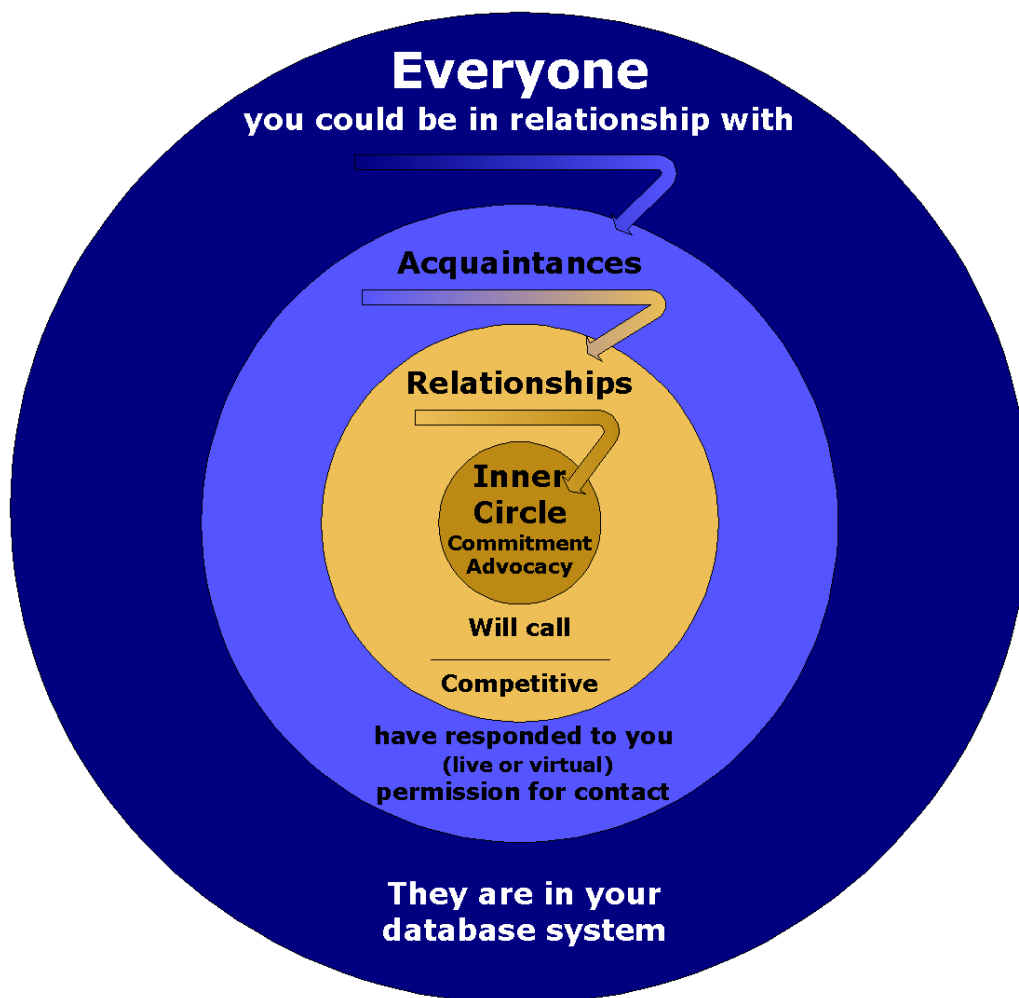 Everyone
you could be in relationship with
Acquaintances
Relationships
Inner
Circle
Commitment
Advocacy
Will call
Competitive
have responded to you
(live or virtual)
permission for contact
They are in your
database system